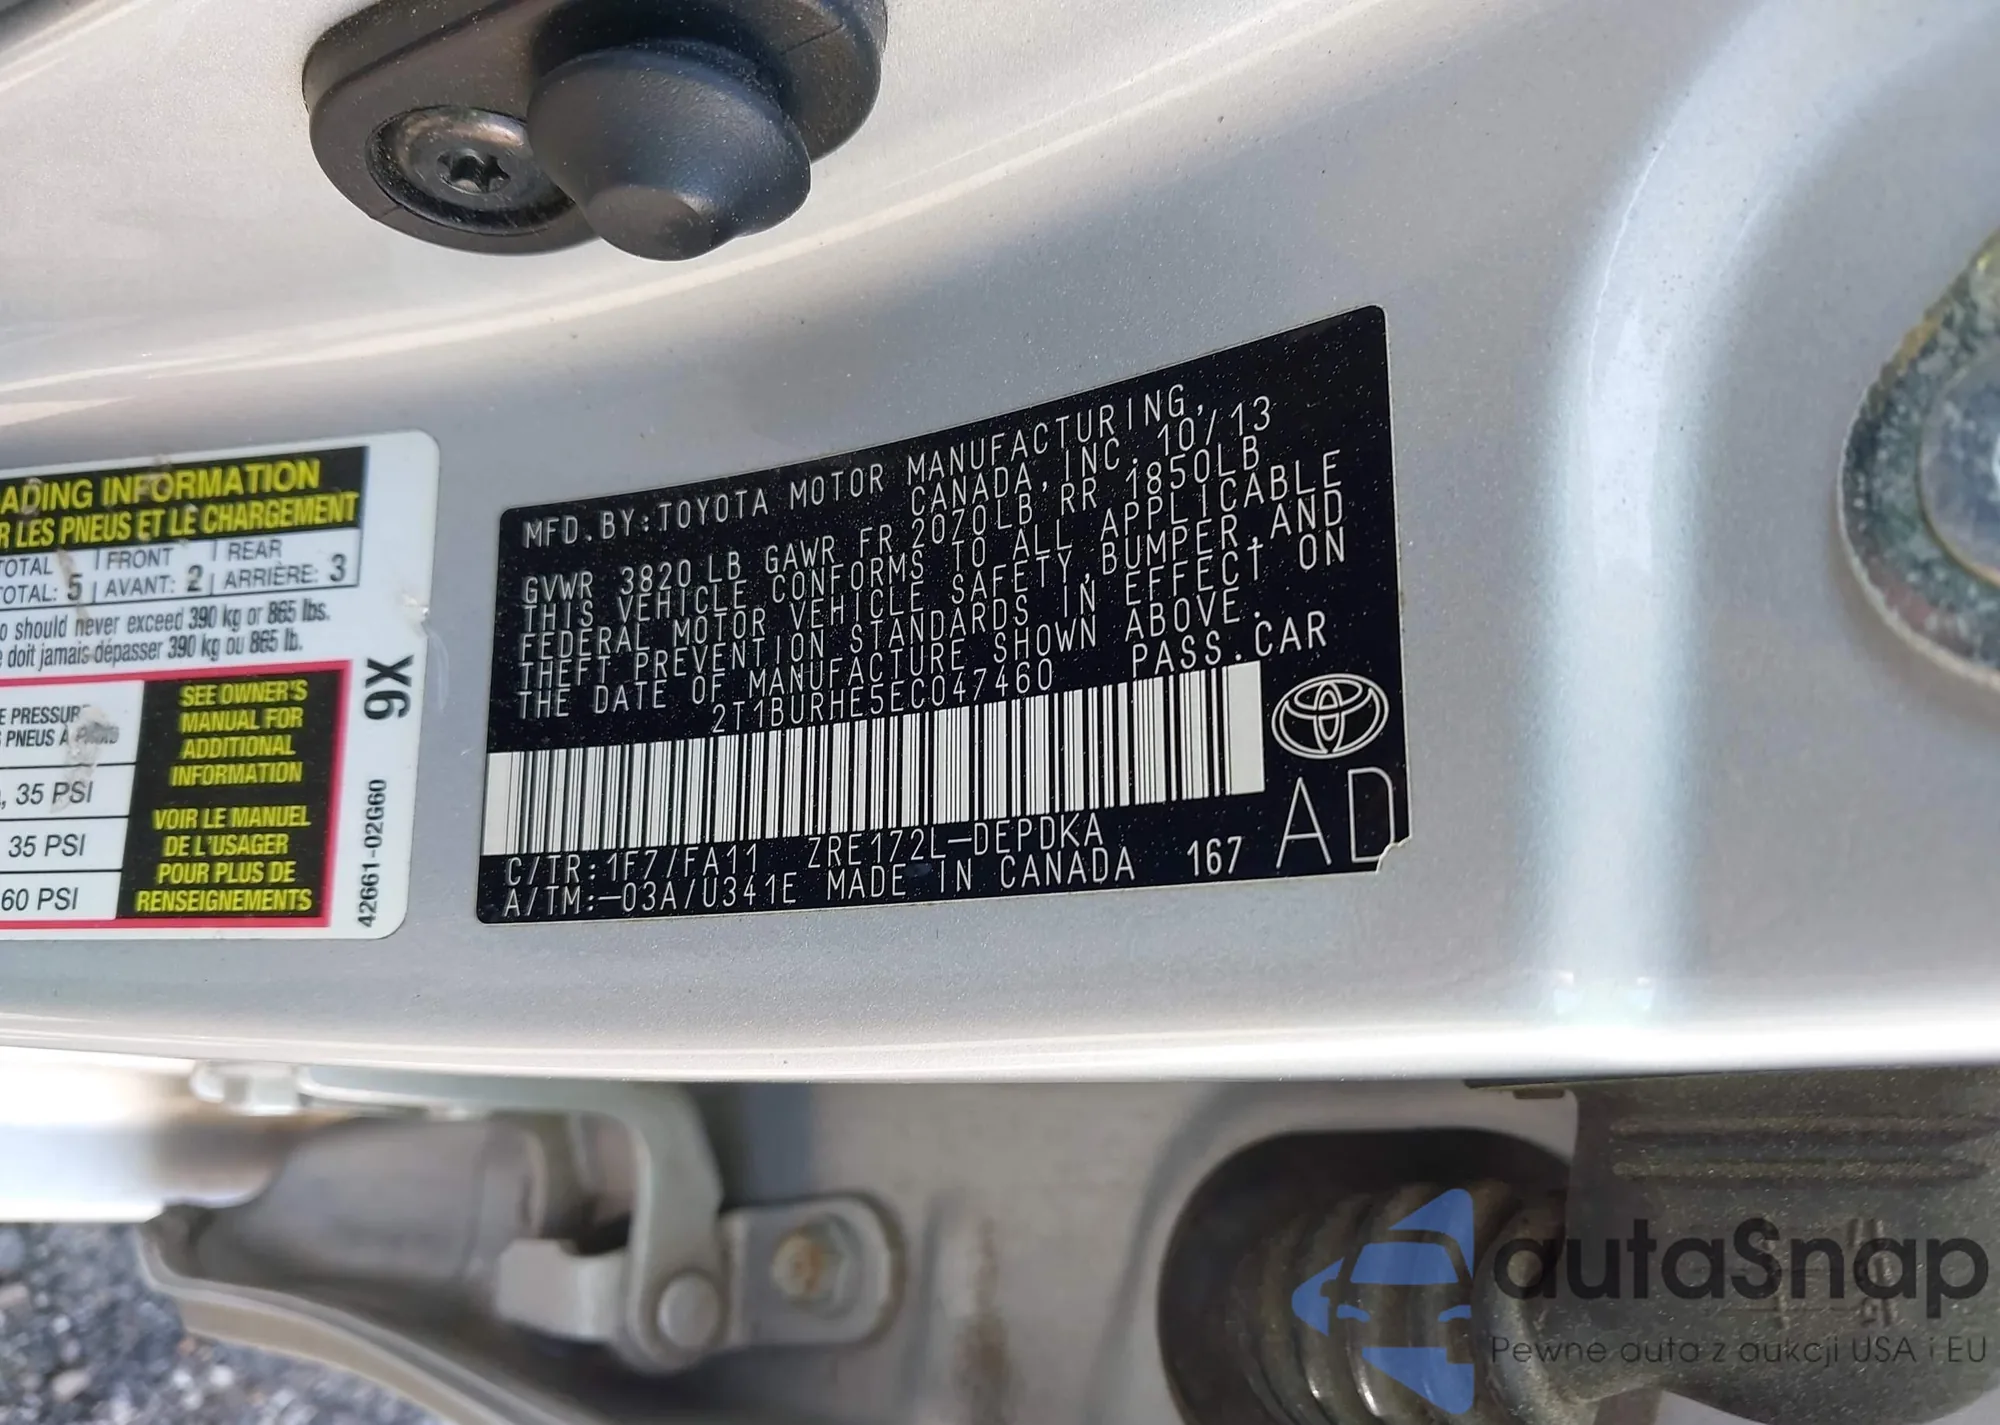 ADING INFORMATION
R LES PNEUS ET LE CHARGEMENT
TOTAL FRONT REAR
TOTAL: 5 AVANT: 2 ARRIÈRE: 3
should never exceed 390 kg or 865 lbs.
doit jamais dépasser 390 kg ou 865 lb.
E PRESSURE
PNEUS À
35 PSI
35 PSI
60 PSI
SEE OWNER'S
MANUAL FOR
ADDITIONAL
INFORMATION
VOIR LE MANUEL
DE L'USAGER
POUR PLUS DE
RENSEIGNEMENTS
9X
42661-02G60
MFD.BY:TOYOTA MOTOR MANUFACTURING,
CANADA, INC. 10/13
GVWR 3820 LB GAWR FR 2070LB RR 1850LB
THIS VEHICLE CONFORMS TO ALL APPLICABLE
FEDERAL MOTOR VEHICLE SAFETY, BUMPER, AND
THEFT PREVENTION STANDARDS IN EFFECT ON
THE DATE OF MANUFACTURE SHOWN ABOVE.
2T1BURHE5EC047460 PASS.CAR
C/TR:1F7/FA11 ZRE172L-DEPDKA
A/TM:-03A/U341E MADE IN CANADA 167 AD
autaSnap
Pewne auta z aukcji USA i EU